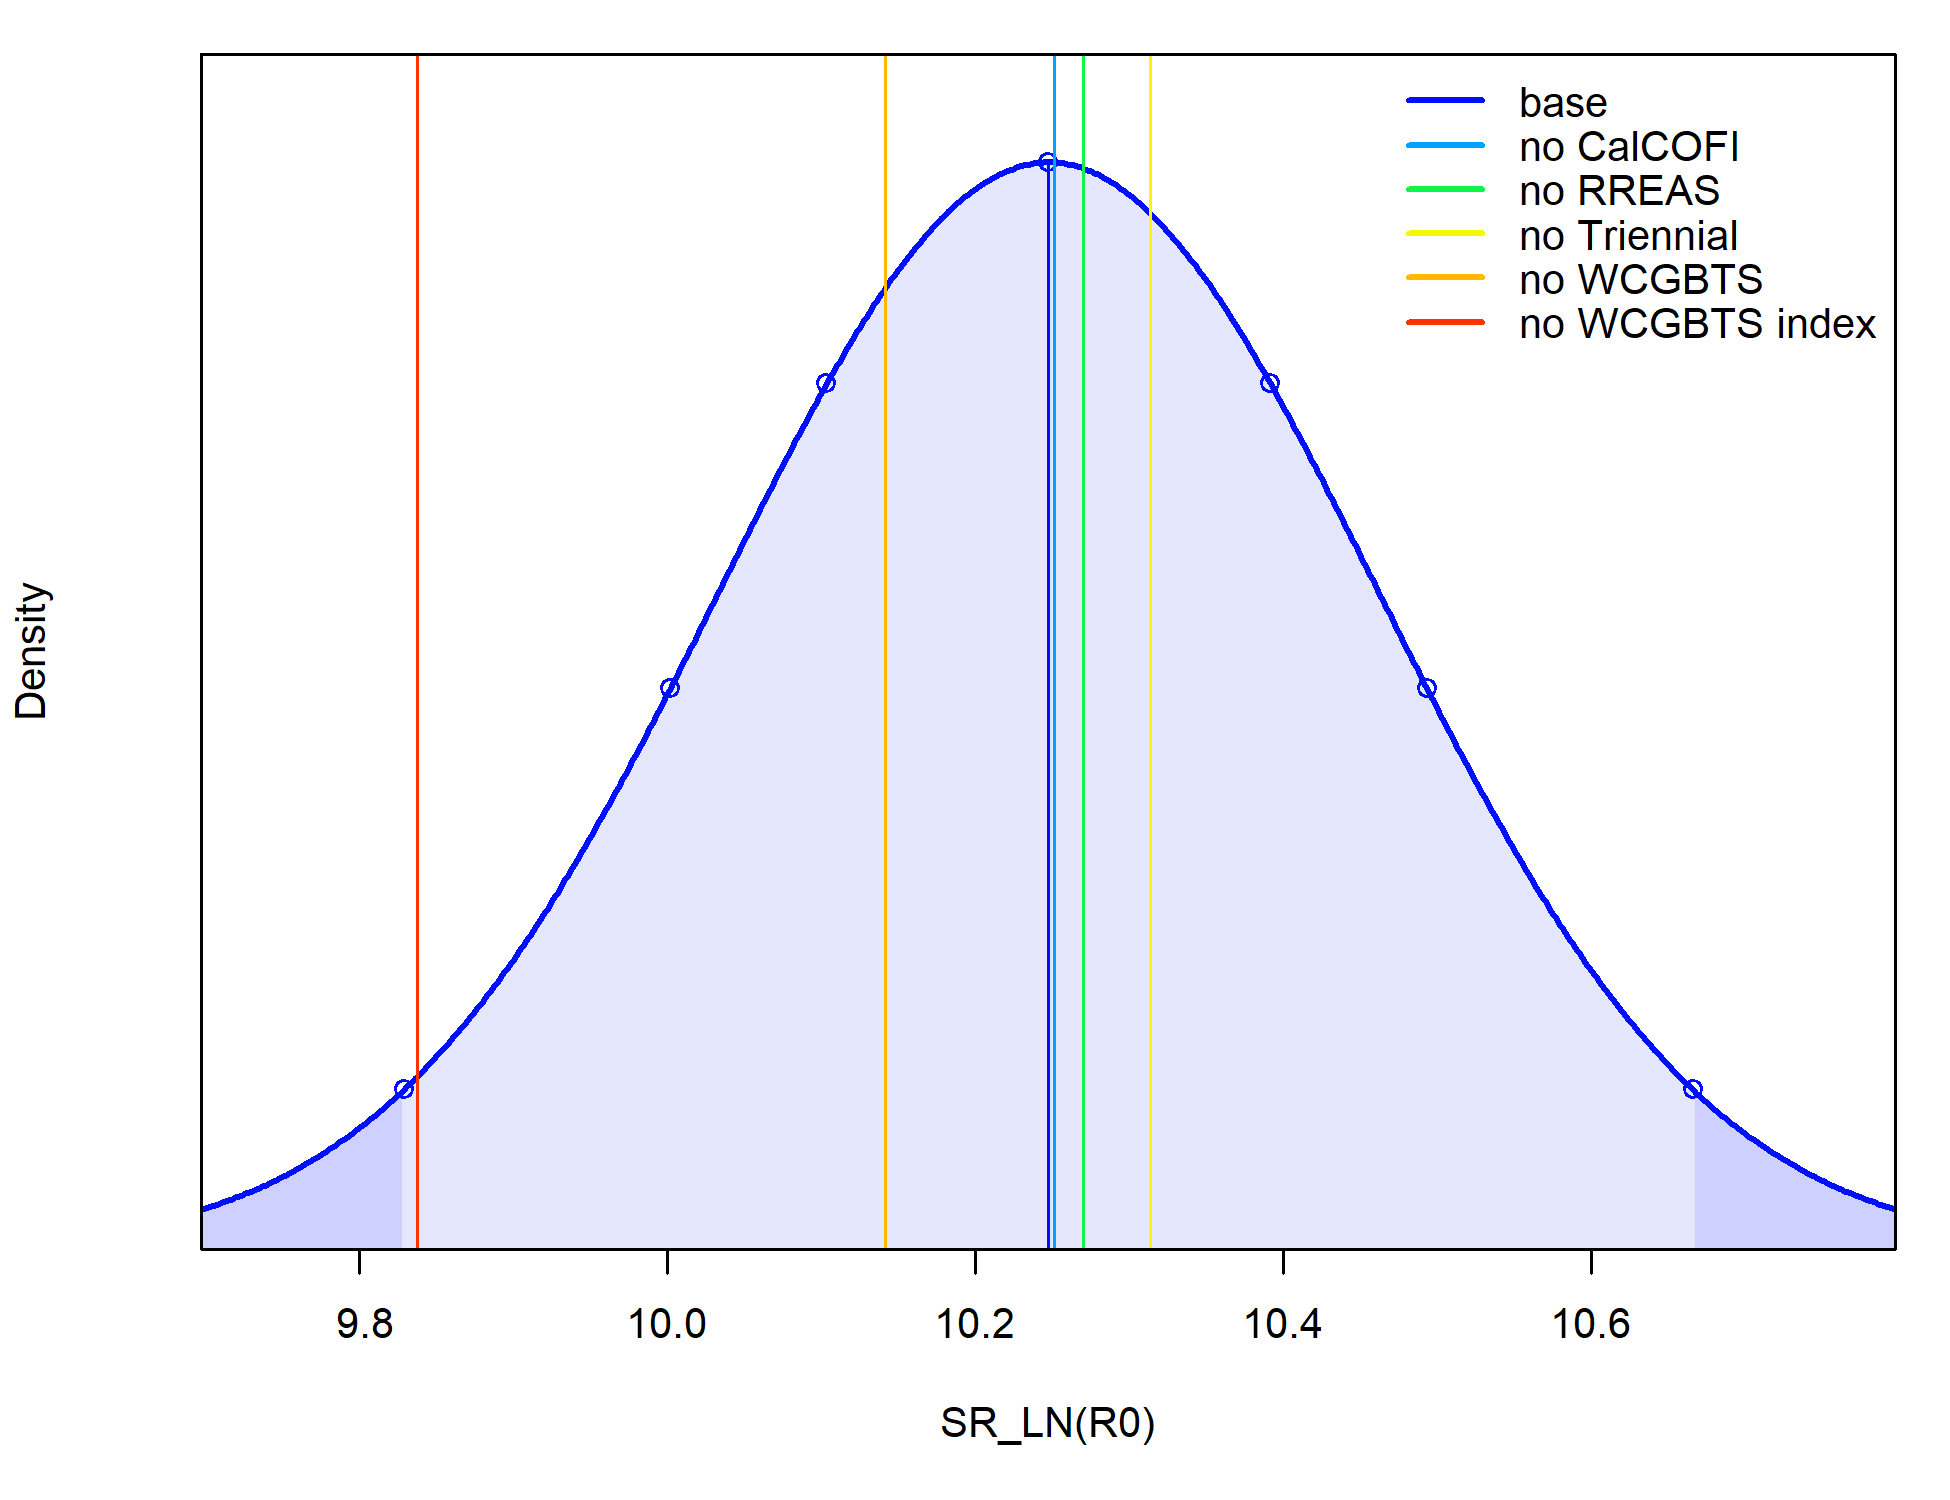 base
no CalCOFI
no RREAS
no Triennial
no WCGBTS
no WCGBTS index
Density
9.8 10.0 10.2 10.4 10.6
SR_LN(R0)